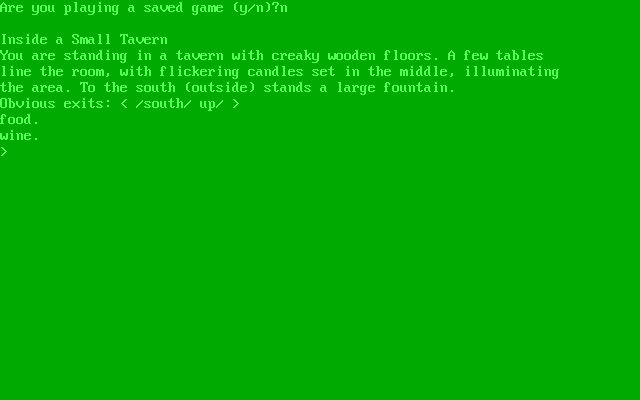 Are you playing a saved game (y/n)?n
Inside a Small Tavern
You are standing in a tavern with creaky wooden floors. A few tables
line the room, with flickering candles set in the middle, illuminating
the area. To the south (outside) stands a large fountain.
Obvious exits: < /south/ up/ >
food.
wine.
>